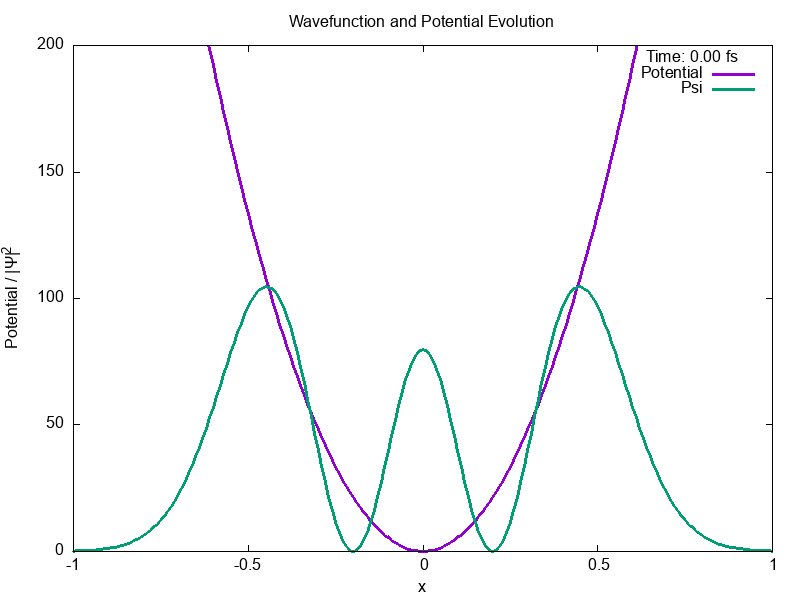 Wavefunction and Potential Evolution
200
150
100
50
0
Potential / |Ψ|²
Time: 0.00 fs
Potential
Psi
-1
-0.5
0
0.5
1
x